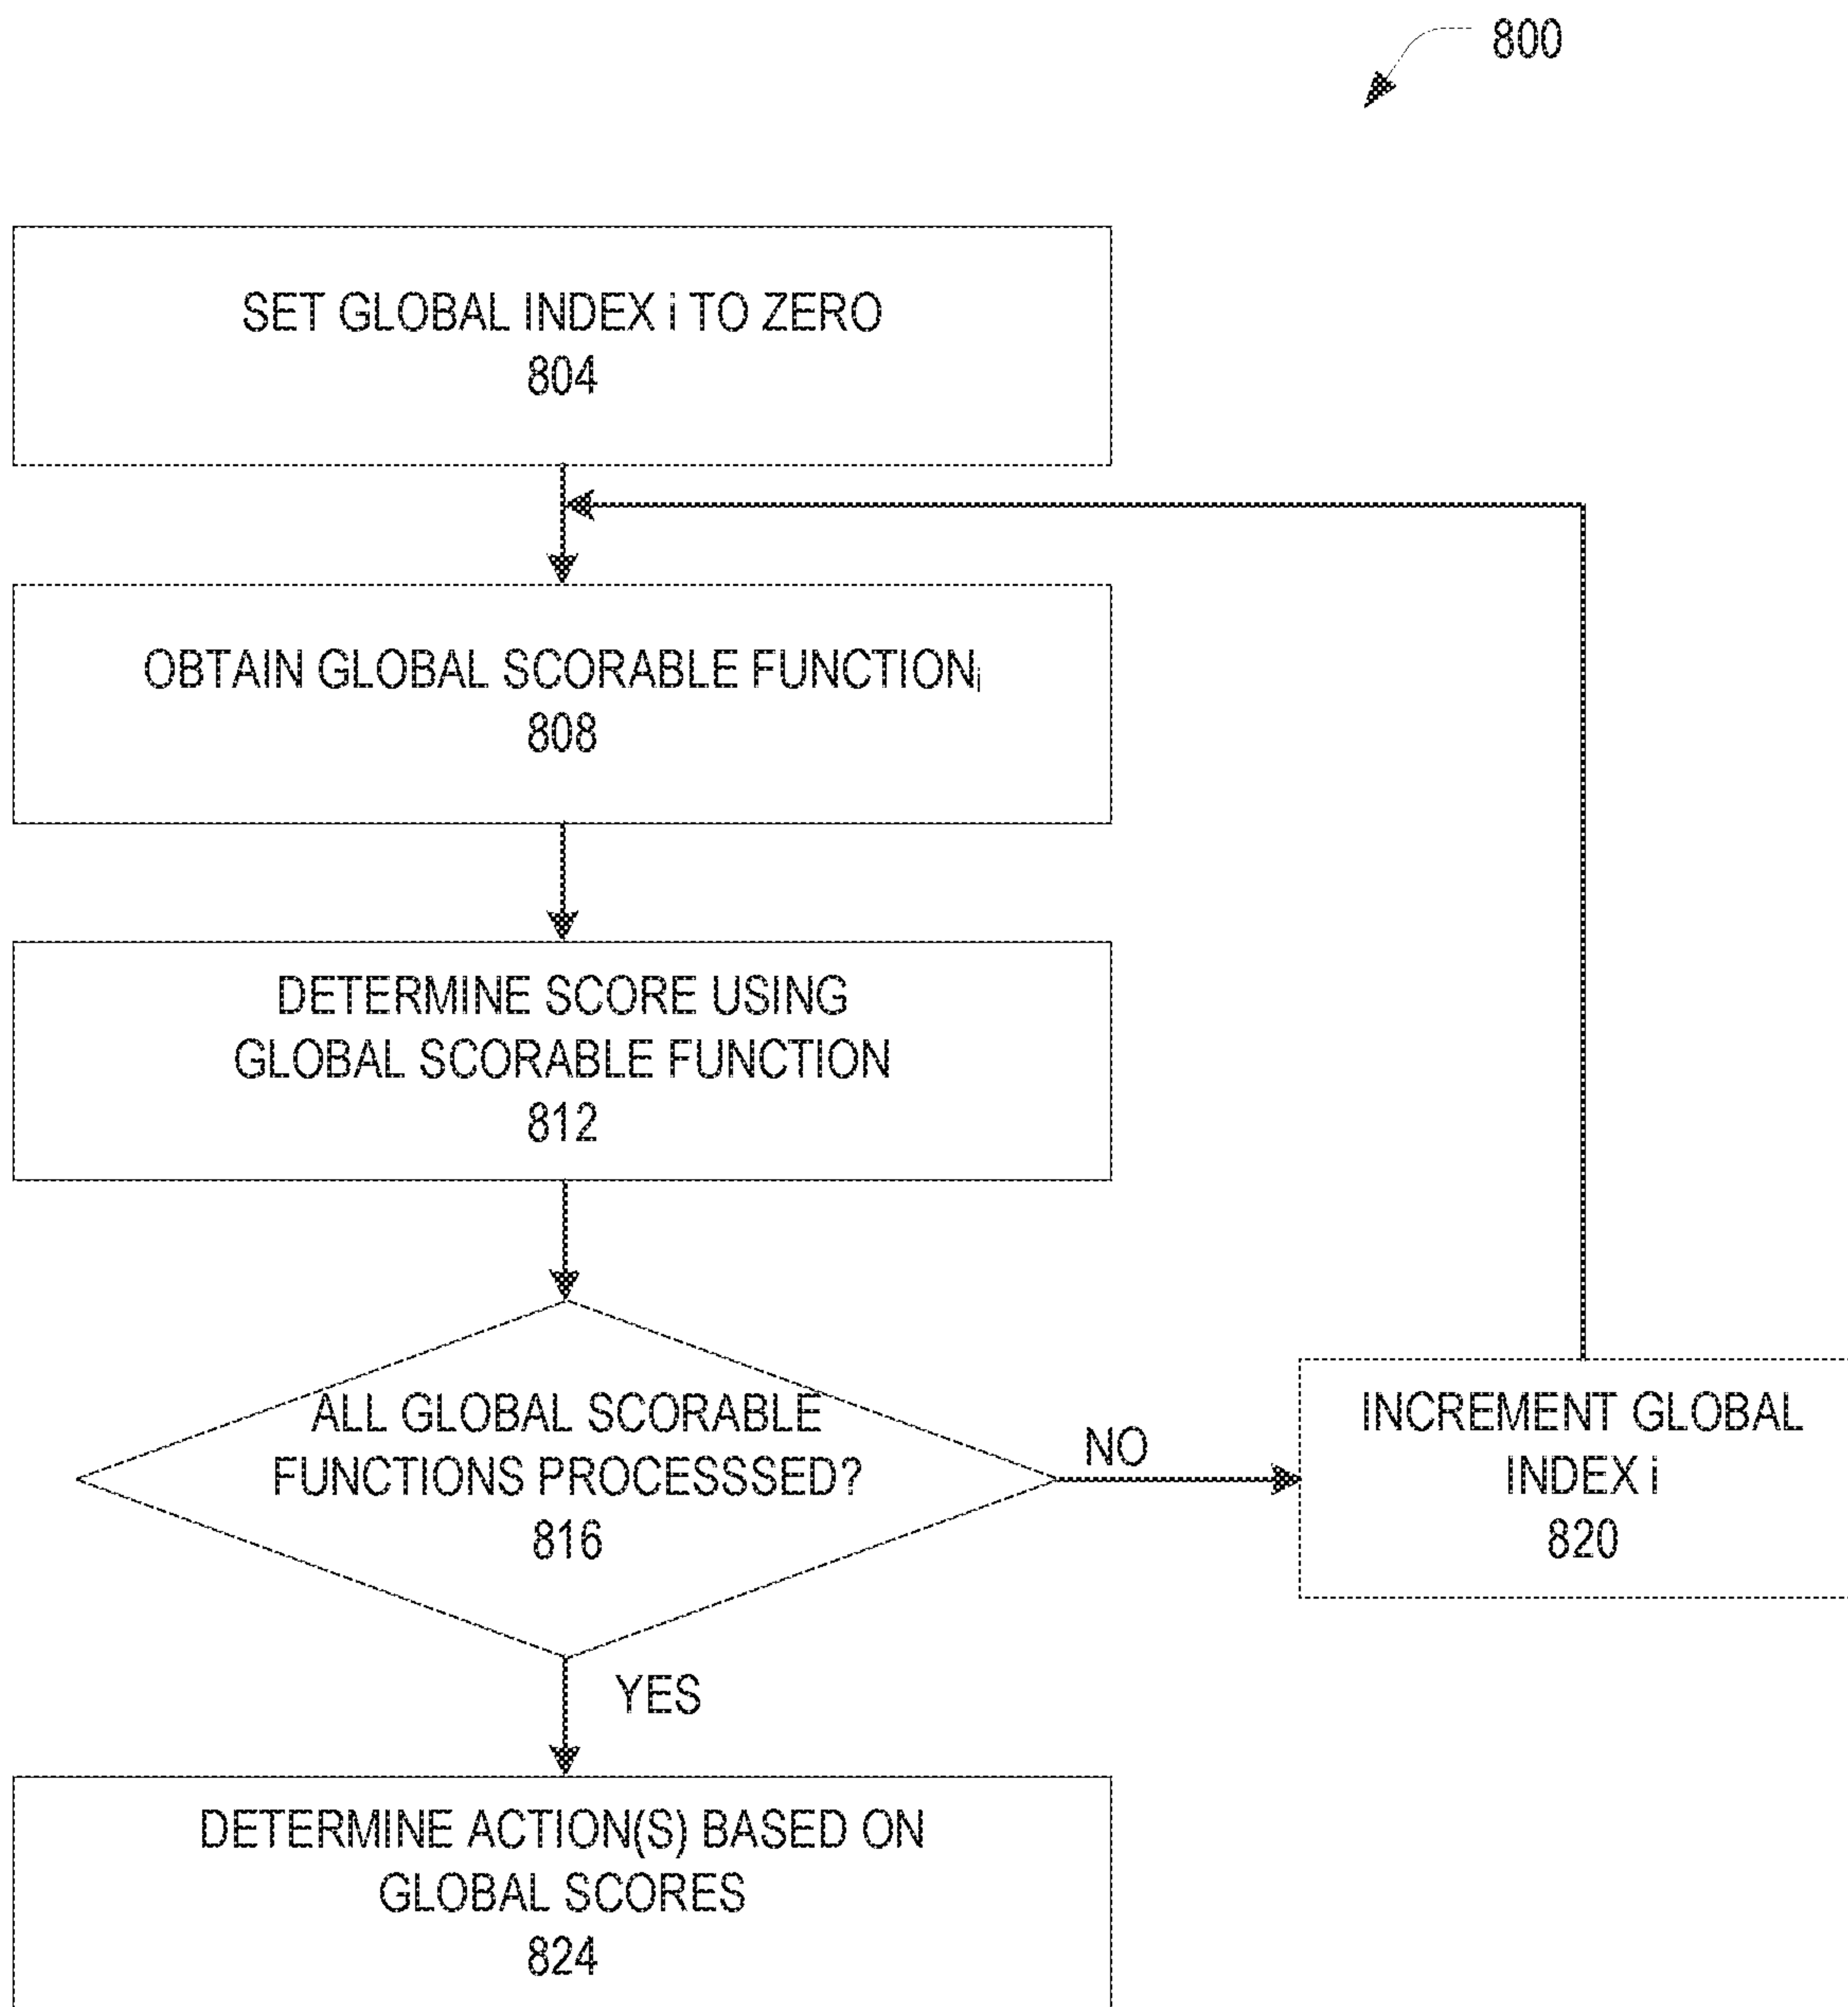 800
SET GLOBAL INDEX i TO ZERO
804
OBTAIN GLOBAL SCORABLE FUNCTIONi
808
DETERMINE SCORE USING
GLOBAL SCORABLE FUNCTION
812
ALL GLOBAL SCORABLE
FUNCTIONS PROCESSSED?
816
NO
INCREMENT GLOBAL
INDEX i
820
YES
DETERMINE ACTION(S) BASED ON
GLOBAL SCORES
824